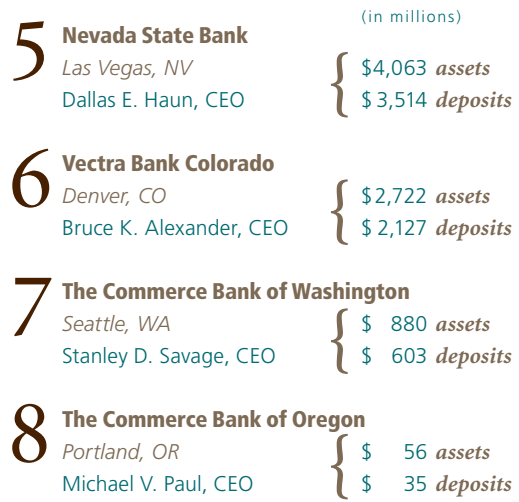 (in millions)
5 Nevada State Bank
Las Vegas, NV { $4,063 assets
Dallas E. Haun, CEO $3,514 deposits
6 Vectra Bank Colorado
Denver, CO { $2,722 assets
Bruce K. Alexander, CEO $2,127 deposits
7 The Commerce Bank of Washington
Seattle, WA { $ 880 assets
Stanley D. Savage, CEO $ 603 deposits
8 The Commerce Bank of Oregon
Portland, OR { $ 56 assets
Michael V. Paul, CEO $ 35 deposits